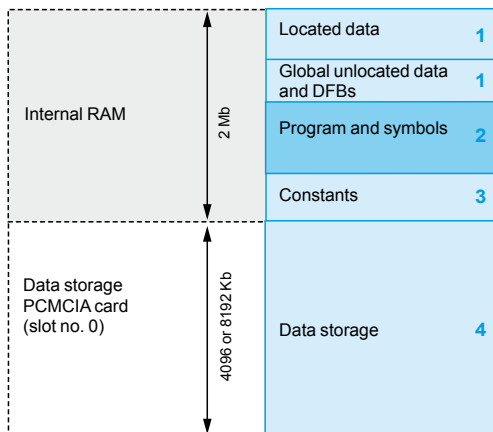 Located data 1
Global unlocated data 1
and DFBs
Internal RAM
2 Mb
Program and symbols 2
Constants 3
Data storage
PCMCIA card
(slot no. 0)
4096 or 8192 Kb
Data storage 4